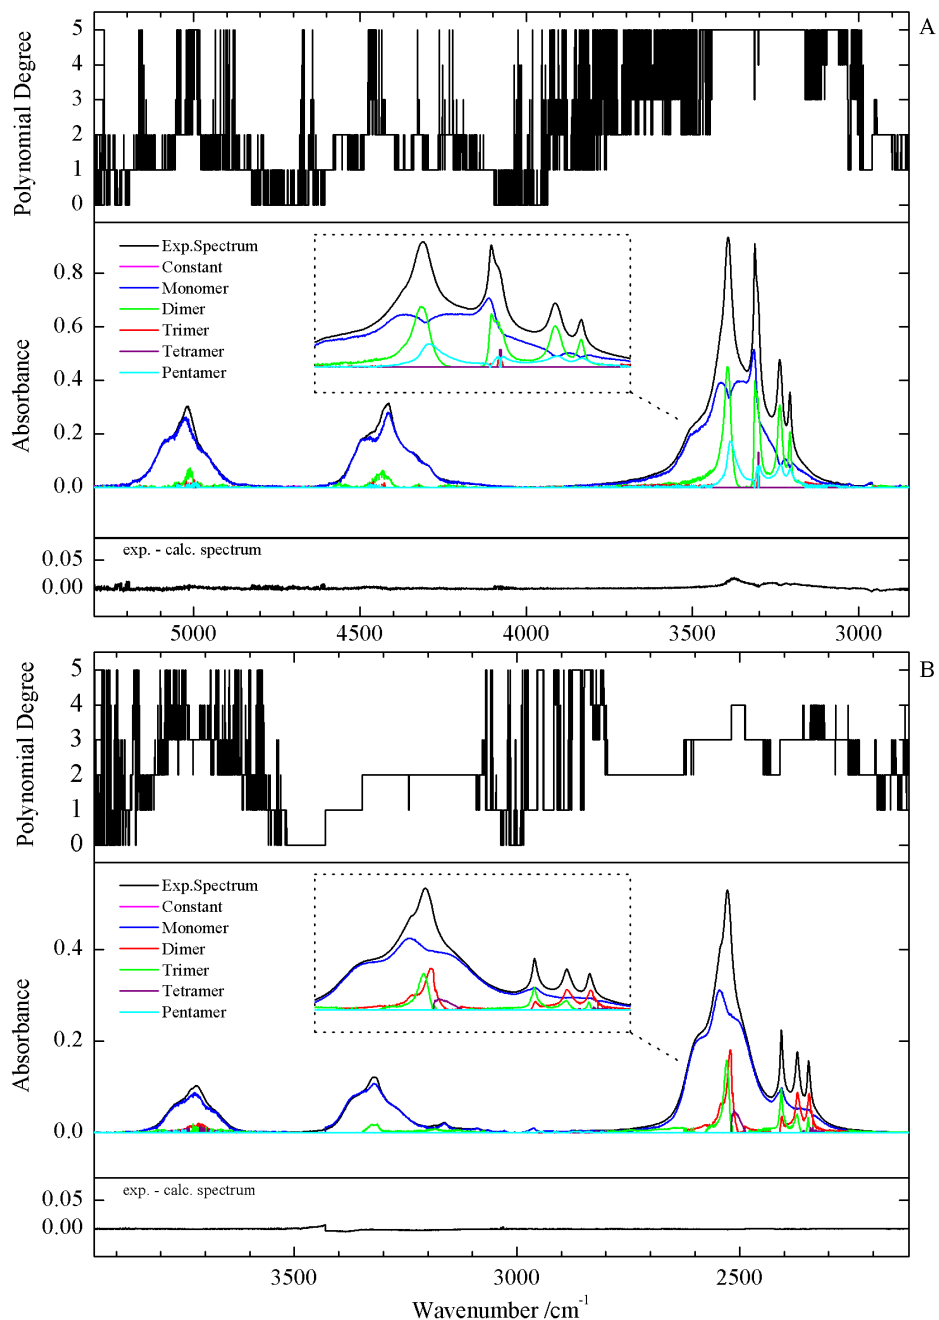 A
Polynomial Degree
5
4
3
2
1
0
Absorbance
0.8
0.6
0.4
0.2
0.0
Exp.Spectrum
Constant
Monomer
Dimer
Trimer
Tetramer
Pentamer
exp. - calc. spectrum
0.05
0.00
5000 4500 4000 3500 3000
B
Polynomial Degree
5
4
3
2
1
0
Absorbance
0.4
0.2
0.0
Exp.Spectrum
Constant
Monomer
Dimer
Trimer
Tetramer
Pentamer
exp. - calc. spectrum
0.05
0.00
3500 3000 2500
Wavenumber /cm⁻¹